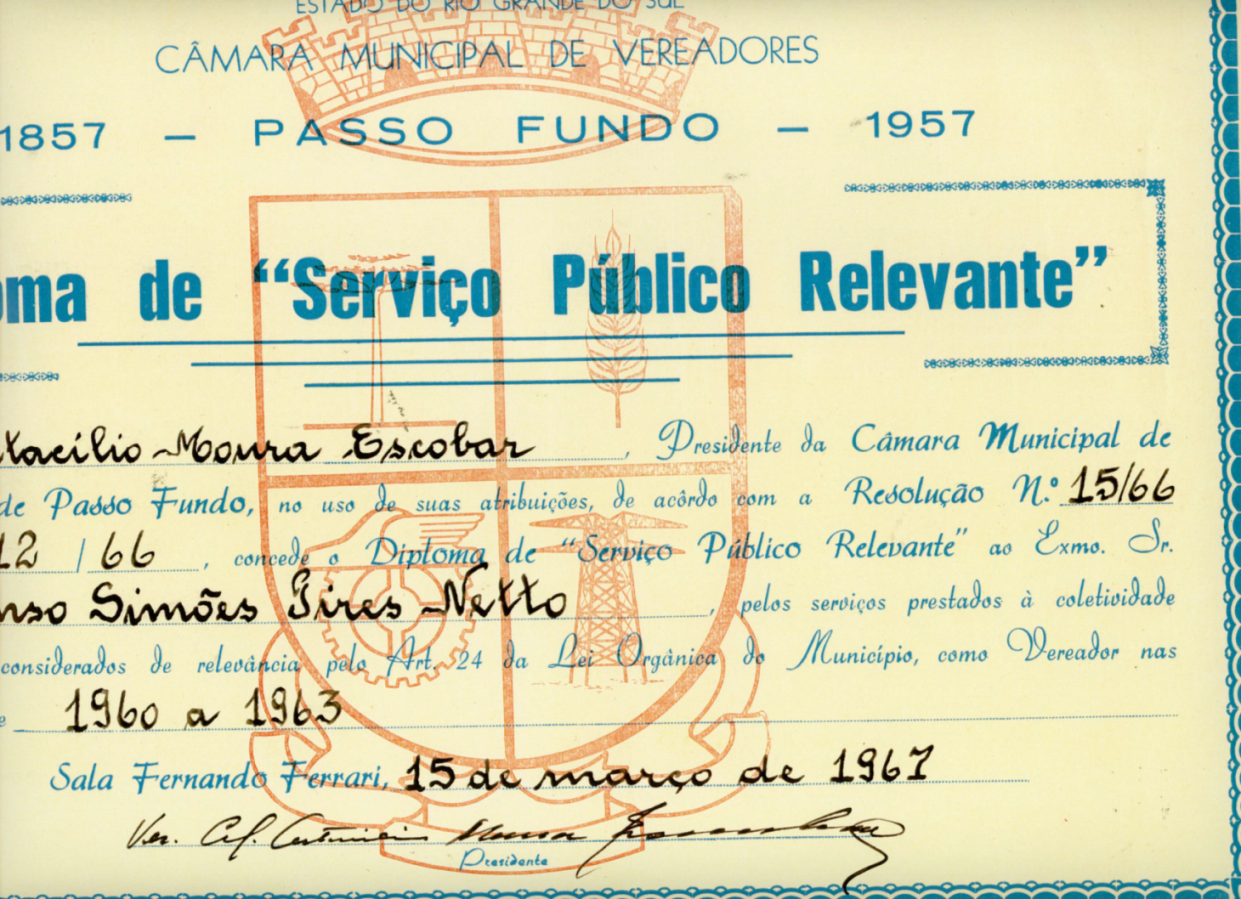 ESTADO DO RIO GRANDE DO SUL
CÂMARA MUNICIPAL DE VEREADORES
1857 — PASSO FUNDO — 1957
oma de “Serviço Público Relevante”
tacílio Moura Escobar, Presidente da Câmara Municipal de
de Passo Fundo, no uso de suas atribuições, de acôrdo com a Resolução N.º 15/66
12 / 66, concede o Diploma de “Serviço Público Relevante” ao Exmo. Sr.
nso Simões Pires Netto, pelos serviços prestados à coletividade
considerados de relevância pelo Art. 24 da Lei Orgânica do Município, como Vereador nas
e 1960 a 1963
Sala Fernando Ferrari, 15 de março de 1967
Ver.
Presidente